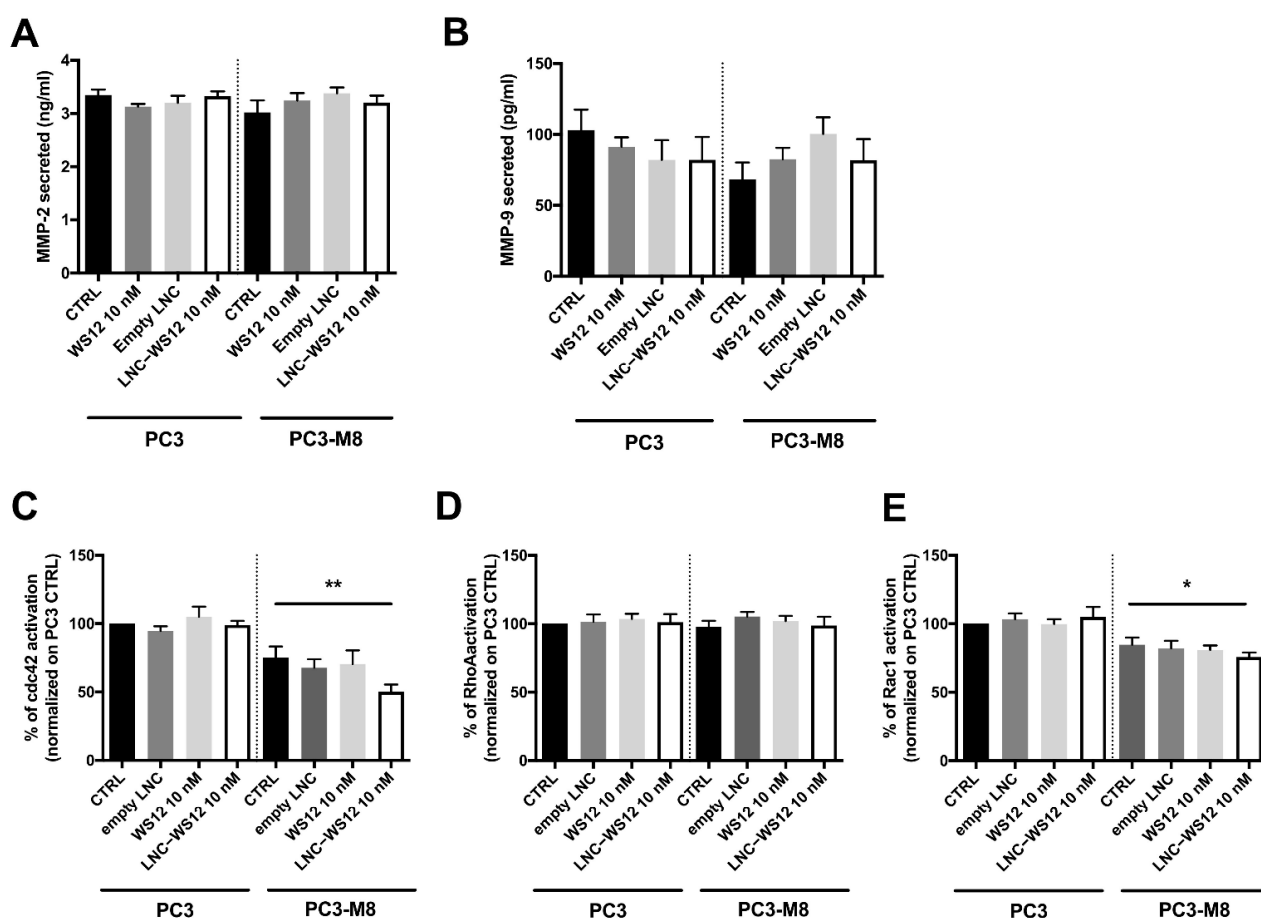 A
MMP-2 secreted (ng/ml)
4
3
2
1
0
CTRL
WS12 10 nM
Empty LNC
LNC–WS12 10 nM
CTRL
WS12 10 nM
Empty LNC
LNC–WS12 10 nM
PC3
PC3-M8
B
MMP-9 secreted (pg/ml)
150
100
50
0
CTRL
WS12 10 nM
Empty LNC
LNC–WS12 10 nM
CTRL
WS12 10 nM
Empty LNC
LNC–WS12 10 nM
PC3
PC3-M8
C
% of cdc42 activation
(normalized on PC3 CTRL)
150
100
50
0
**
CTRL
empty LNC
WS12 10 nM
LNC–WS12 10 nM
CTRL
empty LNC
WS12 10 nM
LNC–WS12 10 nM
PC3
PC3-M8
D
% of RhoAactivation
(normalized on PC3 CTRL)
150
100
50
0
CTRL
empty LNC
WS12 10 nM
LNC–WS12 10 nM
CTRL
empty LNC
WS12 10 nM
LNC–WS12 10 nM
PC3
PC3-M8
E
% of Rac1 activation
(normalized on PC3 CTRL)
150
100
50
0
*
CTRL
empty LNC
WS12 10 nM
LNC–WS12 10 nM
CTRL
empty LNC
WS12 10 nM
LNC–WS12 10 nM
PC3
PC3-M8